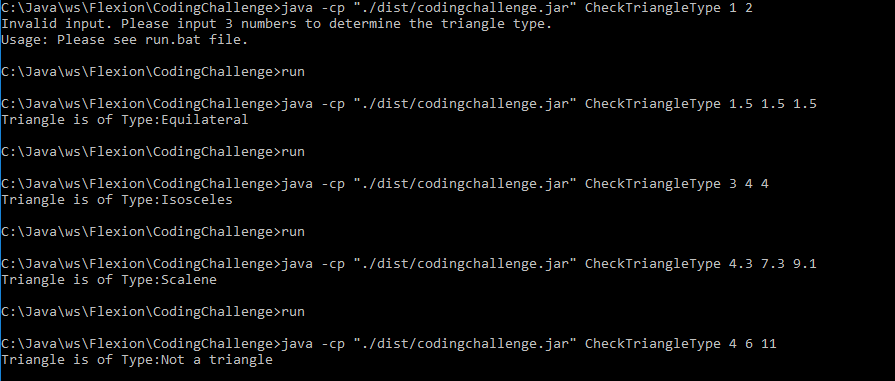 C:\Java\ws\Flexion\CodingChallenge>java -cp "./dist/codingchallenge.jar" CheckTriangleType 1 2
Invalid input. Please input 3 numbers to determine the triangle type.
Usage: Please see run.bat file.
C:\Java\ws\Flexion\CodingChallenge>run
C:\Java\ws\Flexion\CodingChallenge>java -cp "./dist/codingchallenge.jar" CheckTriangleType 1.5 1.5 1.5
Triangle is of Type:Equilateral
C:\Java\ws\Flexion\CodingChallenge>run
C:\Java\ws\Flexion\CodingChallenge>java -cp "./dist/codingchallenge.jar" CheckTriangleType 3 4 4
Triangle is of Type:Isosceles
C:\Java\ws\Flexion\CodingChallenge>run
C:\Java\ws\Flexion\CodingChallenge>java -cp "./dist/codingchallenge.jar" CheckTriangleType 4.3 7.3 9.1
Triangle is of Type:Scalene
C:\Java\ws\Flexion\CodingChallenge>run
C:\Java\ws\Flexion\CodingChallenge>java -cp "./dist/codingchallenge.jar" CheckTriangleType 4 6 11
Triangle is of Type:Not a triangle